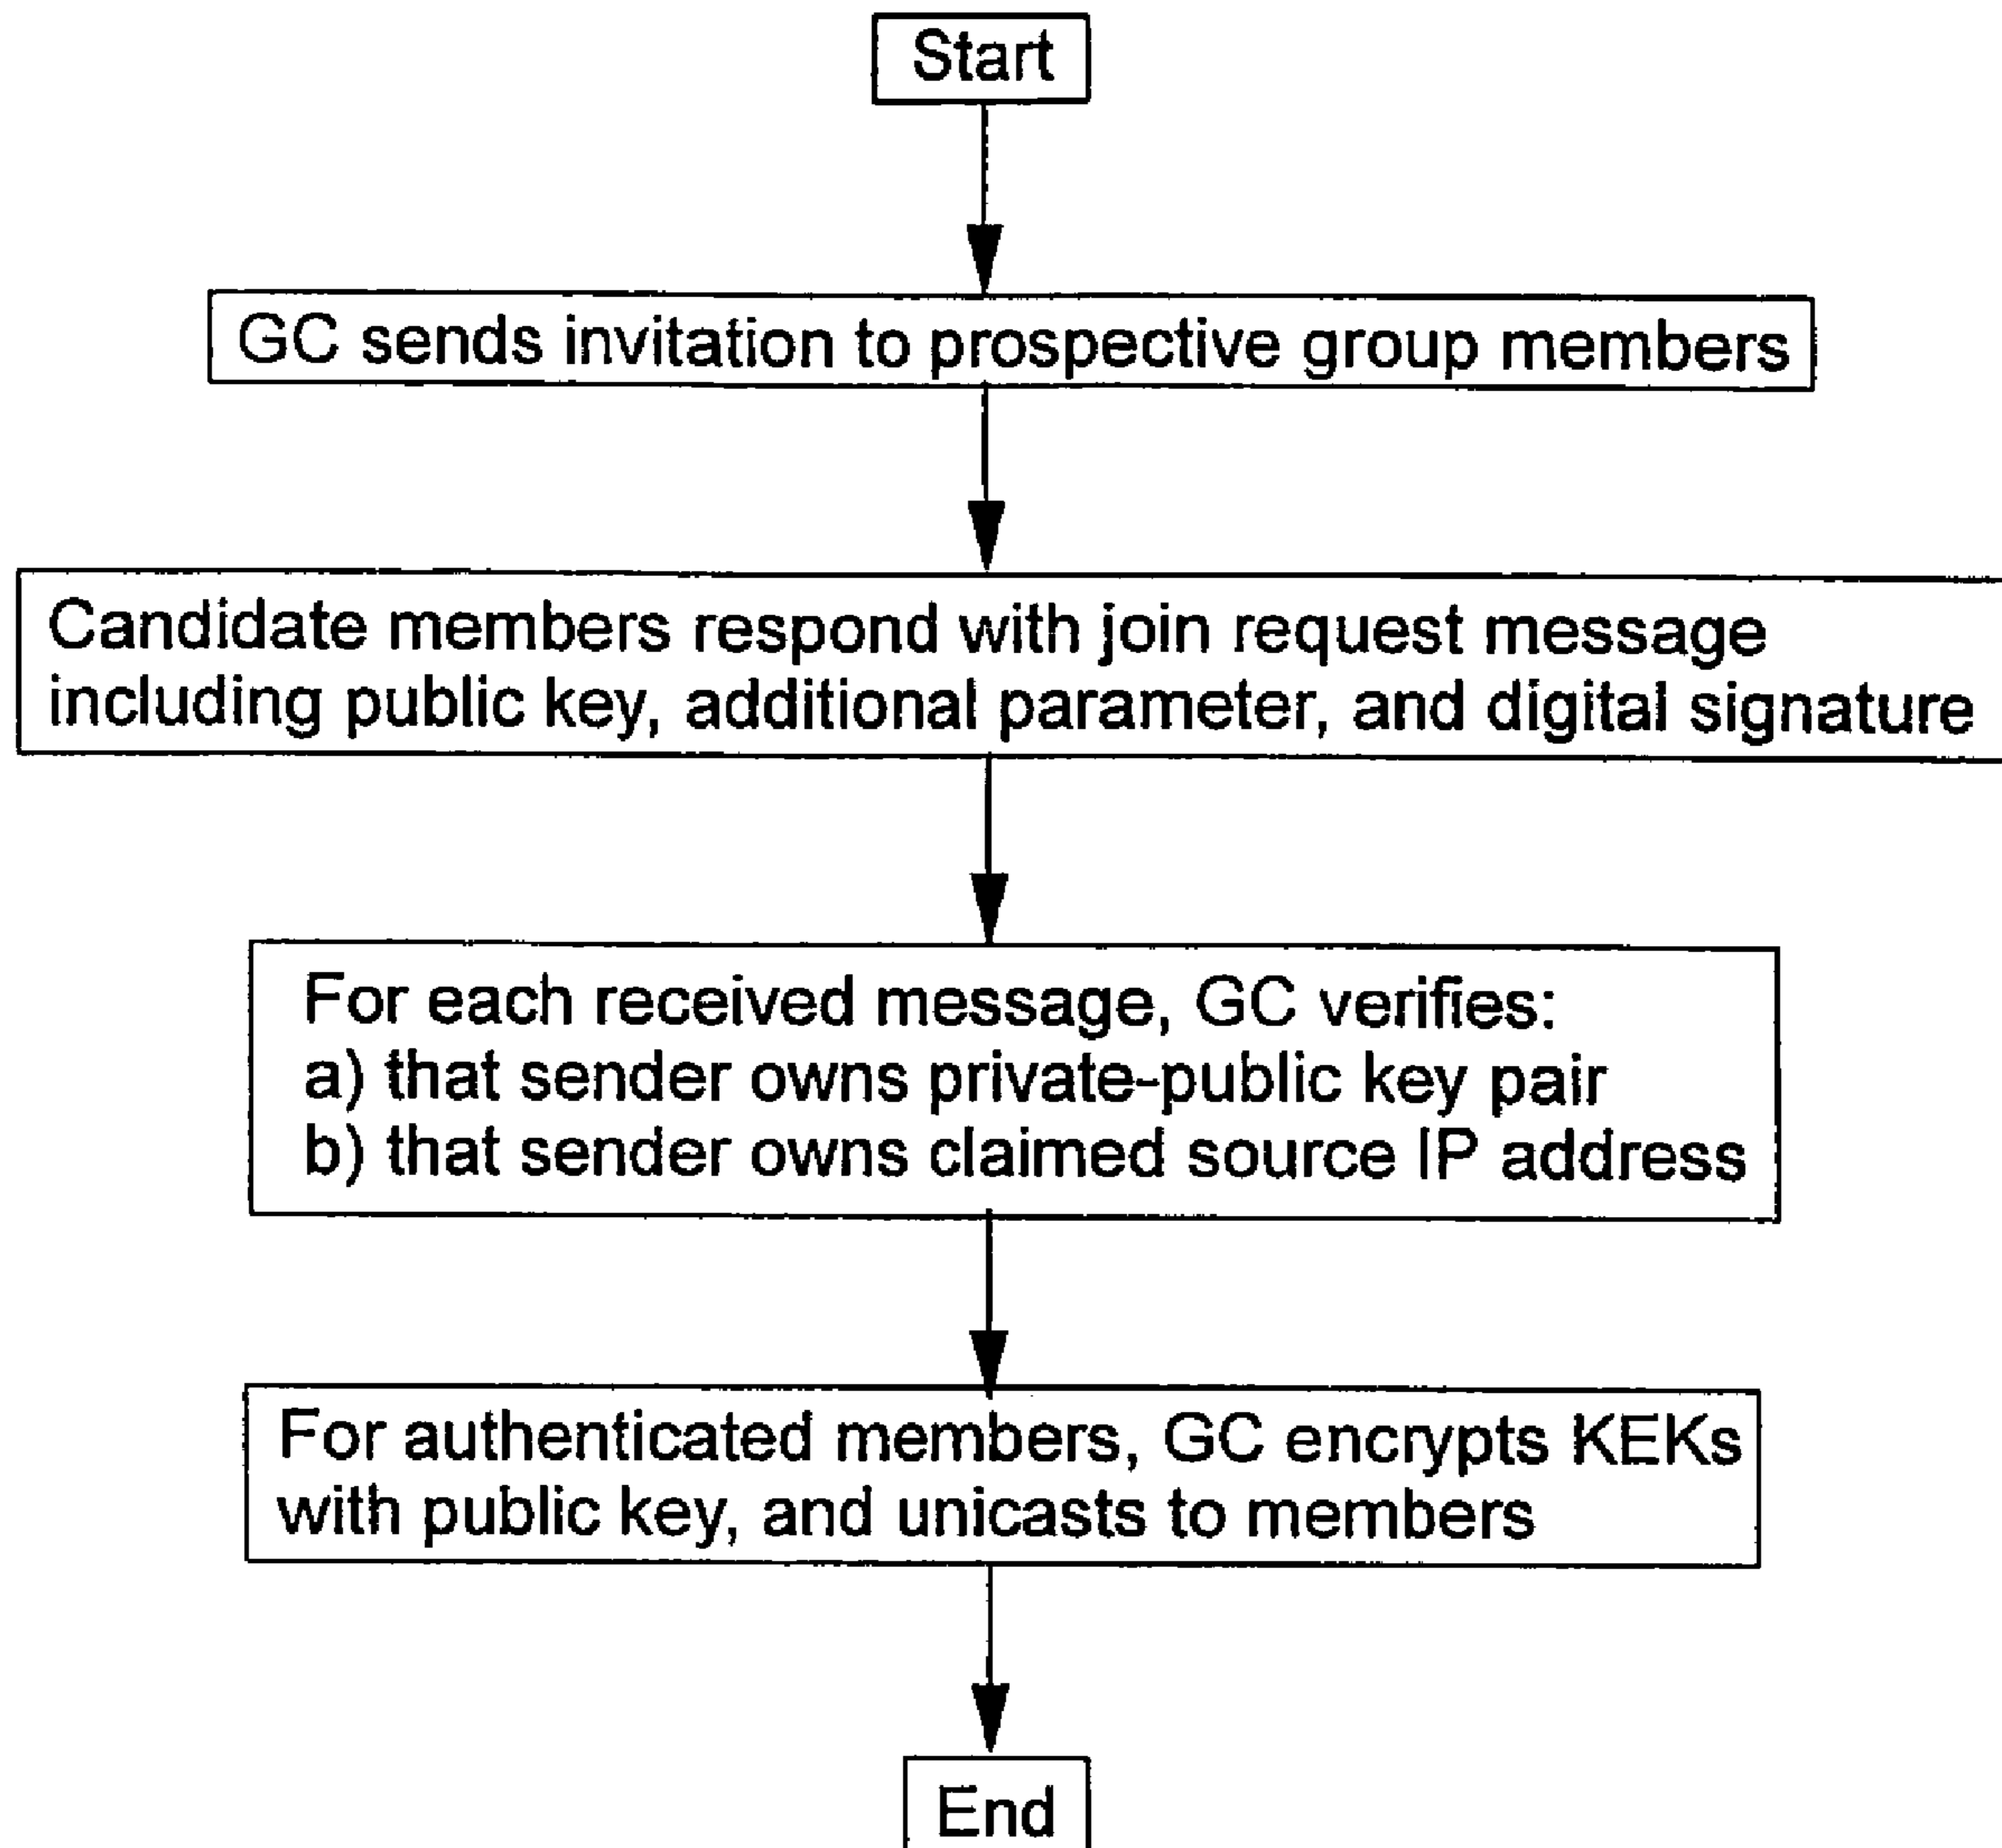 Start
GC sends invitation to prospective group members
Candidate members respond with join request message
including public key, additional parameter, and digital signature
For each received message, GC verifies:
a) that sender owns private-public key pair
b) that sender owns claimed source IP address
For authenticated members, GC encrypts KEKs
with public key, and unicasts to members
End